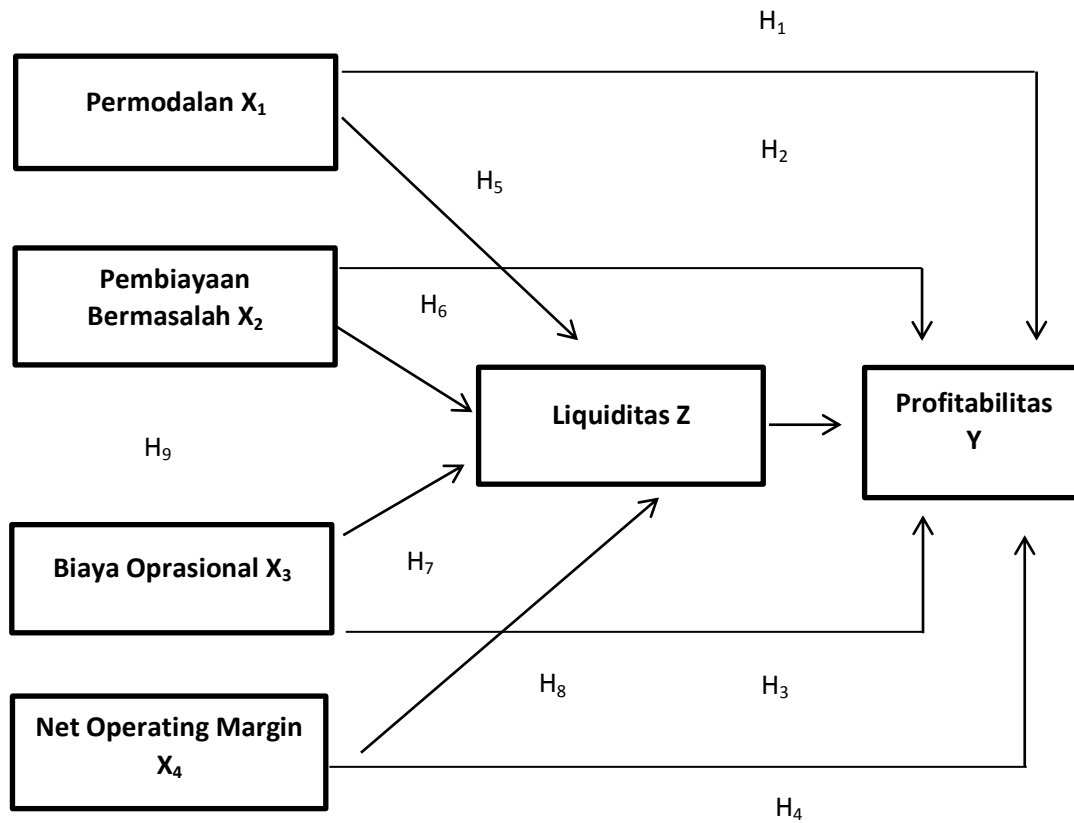 H₁
Permodalan X₁
H₂
H₅
Pembiayaan
Bermasalah X₂
H₆
Liquiditas Z
Profitabilitas
Y
H₉
Biaya Oprasional X₃
H₇
H₈
H₃
Net Operating Margin
X₄
H₄